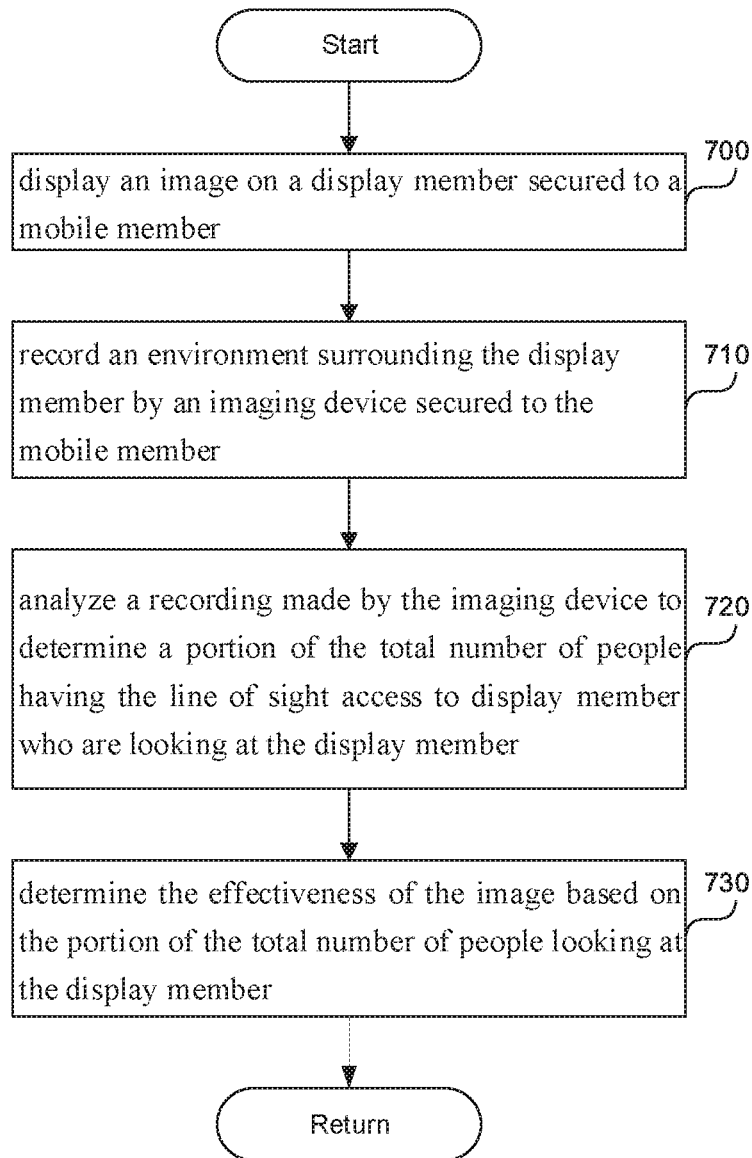 Start
700
display an image on a display member secured to a
mobile member
710
record an environment surrounding the display
member by an imaging device secured to the
mobile member
720
analyze a recording made by the imaging device to
determine a portion of the total number of people
having the line of sight access to display member
who are looking at the display member
730
determine the effectiveness of the image based on
the portion of the total number of people looking at
the display member
Return